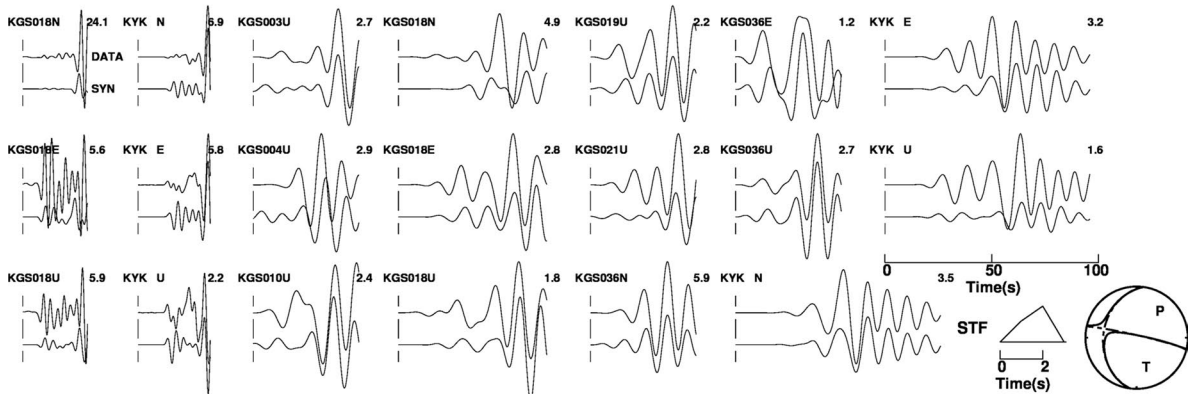 KGS018N 24.1 KYK N 5.9 KGS003U 2.7 KGS018N 4.9 KGS019U 2.2 KGS036E 1.2 KYK E 3.2
DATA
SYN
KGS018E 5.6 KYK E 5.8 KGS004U 2.9 KGS018E 2.8 KGS021U 2.8 KGS036U 2.7 KYK U 1.6
0 50 100
Time(s)
KGS018U 5.9 KYK U 2.2 KGS010U 2.4 KGS018U 1.8 KGS036N 5.9 KYK N 3.5
STF
P
T
0 2
Time(s)